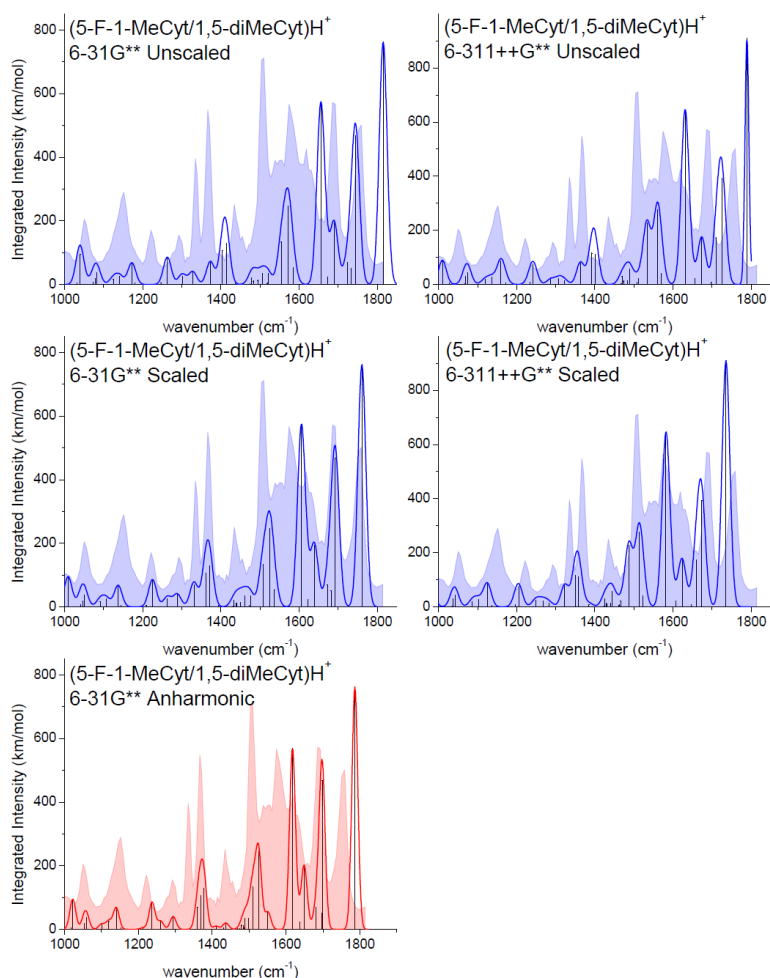 (5-F-1-MeCyt/1,5-diMeCyt)H+
6-31G** Unscaled
Integrated Intensity (km/mol)
800
600
400
200
0
1000 1200 1400 1600 1800
wavenumber (cm-1)
(5-F-1-MeCyt/1,5-diMeCyt)H+
6-311++G** Unscaled
Integrated Intensity (km/mol)
800
600
400
200
0
1000 1200 1400 1600 1800
wavenumber (cm-1)
(5-F-1-MeCyt/1,5-diMeCyt)H+
6-31G** Scaled
Integrated Intensity (km/mol)
800
600
400
200
0
1000 1200 1400 1600 1800
wavenumber (cm-1)
(5-F-1-MeCyt/1,5-diMeCyt)H+
6-311++G** Scaled
Integrated Intensity (km/mol)
800
600
400
200
0
1000 1200 1400 1600 1800
wavenumber (cm-1)
(5-F-1-MeCyt/1,5-diMeCyt)H+
6-31G** Anharmonic
Integrated Intensity (km/mol)
800
600
400
200
0
1000 1200 1400 1600 1800
wavenumber (cm-1)